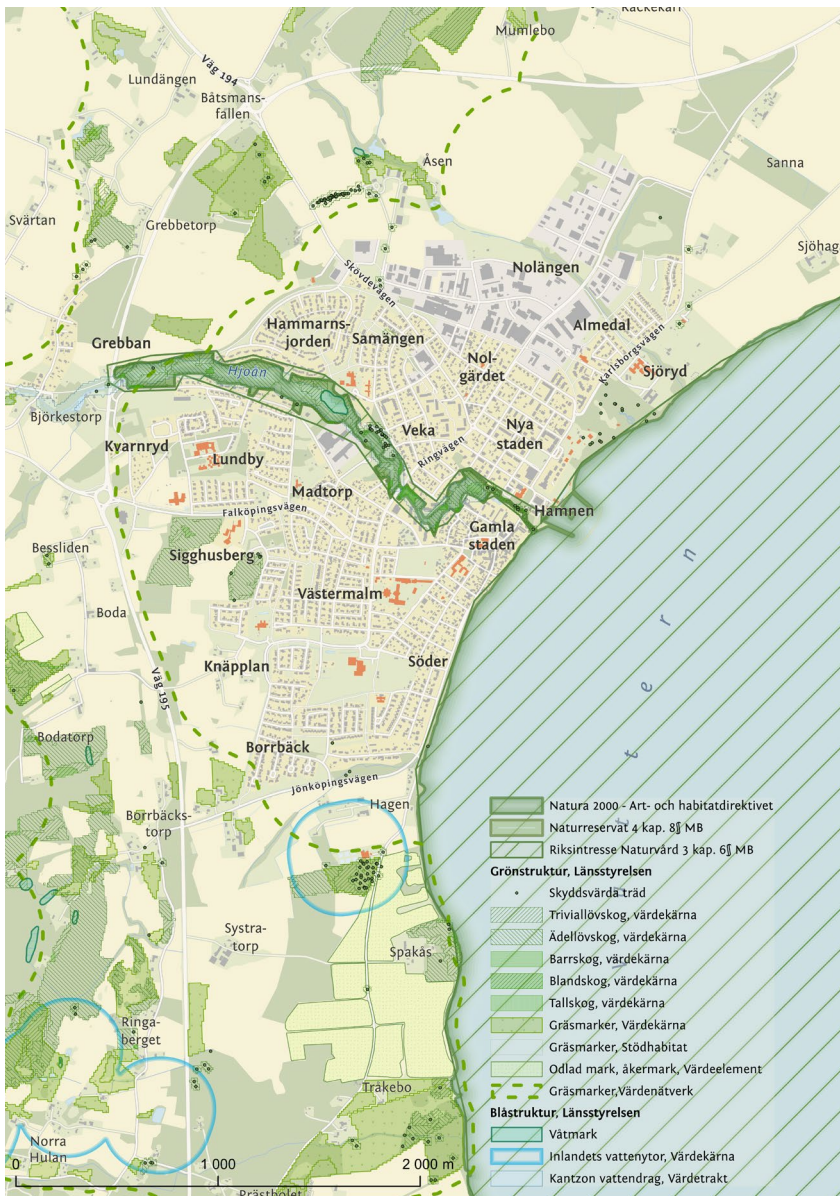 Käckekärr
Mumlebo
Väg 194
Lundängen
Båtsmans-
fallen
Åsen
Sanna
Svärtan
Grebbetorp
Sjöhag
Nolängen
Skövdevägen
Hammarns-
jorden
Samängen
Almedal
Grebban
Nol-
gärdet
Karlsborgsvägen
Sjöryd
Hjoån
Björkestorp
Kvarnryd
Veka
Nya
staden
Ringvägen
Lundby
Madtorp
Falköpingsvägen
Hamnen
Gamla
staden
Bessliden
Sigghusberg
Västermalm
Boda
Knäpplan
Söder
Väg 195
Vättern
Bodatorp
Borrbäck
Jönköpingsvägen
Hagen
Borrbäcks-
torp
Systra-
torp
Spakås
Ringa-
berget
Tråkebo
Norra
Hulan
Prästholet
0 1 000 2 000 m
Natura 2000 - Art- och habitatdirektivet
Naturreservat 4 kap. 8§ MB
Riksintresse Naturvård 3 kap. 6§ MB
Grönstruktur, Länsstyrelsen
Skyddsvärda träd
Triviallövskog, värdekärna
Ädellövskog, värdekärna
Barrskog, värdekärna
Blandskog, värdekärna
Tallskog, värdekärna
Gräsmarker, Värdekärna
Gräsmarker, Stödhabitat
Odlad mark, åkermark, Värdeelement
Gräsmarker,Värdenätverk
Blåstruktur, Länsstyrelsen
Våtmark
Inlandets vattenytor, Värdekärna
Kantzon vattendrag, Värdetrakt